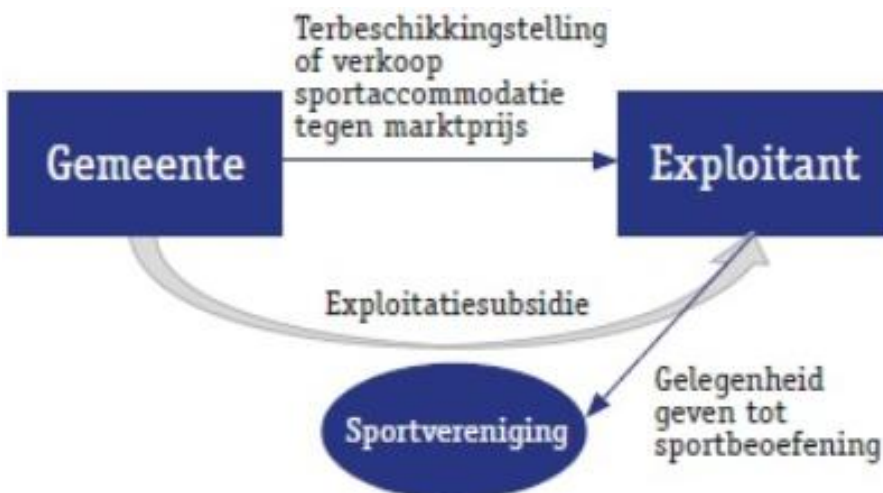 Terbeschikkingstelling
of verkoop
sportaccommodatie
tegen marktprijs
Gemeente
Exploitant
Exploitatiesubsidie
Sportvereniging
Gelegenheid
geven tot
sportbeoefening